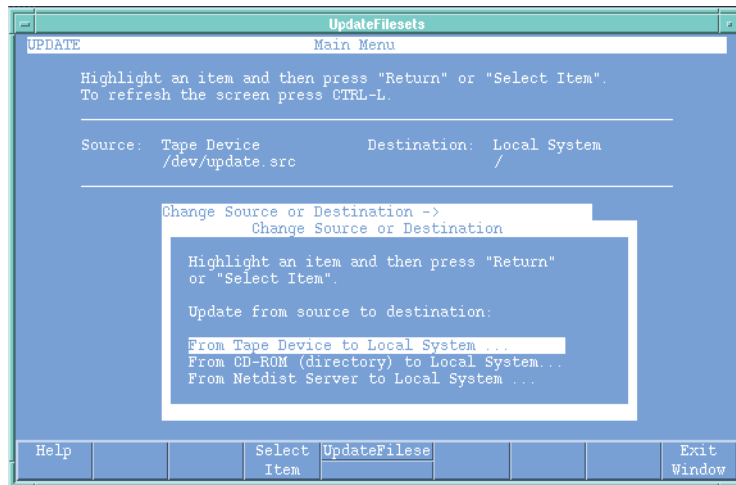 UpdateFilesets
UPDATE Main Menu
Highlight an item and then press "Return" or "Select Item".
To refresh the screen press CTRL-L.
Source: Tape Device Destination: Local System
/dev/update.src /
Change Source or Destination ->
Change Source or Destination
Highlight an item and then press "Return"
or "Select Item".
Update from source to destination:
From Tape Device to Local System ...
From CD-ROM (directory) to Local System...
From Netdist Server to Local System ...
Help Select UpdateFilese Exit
Item Window